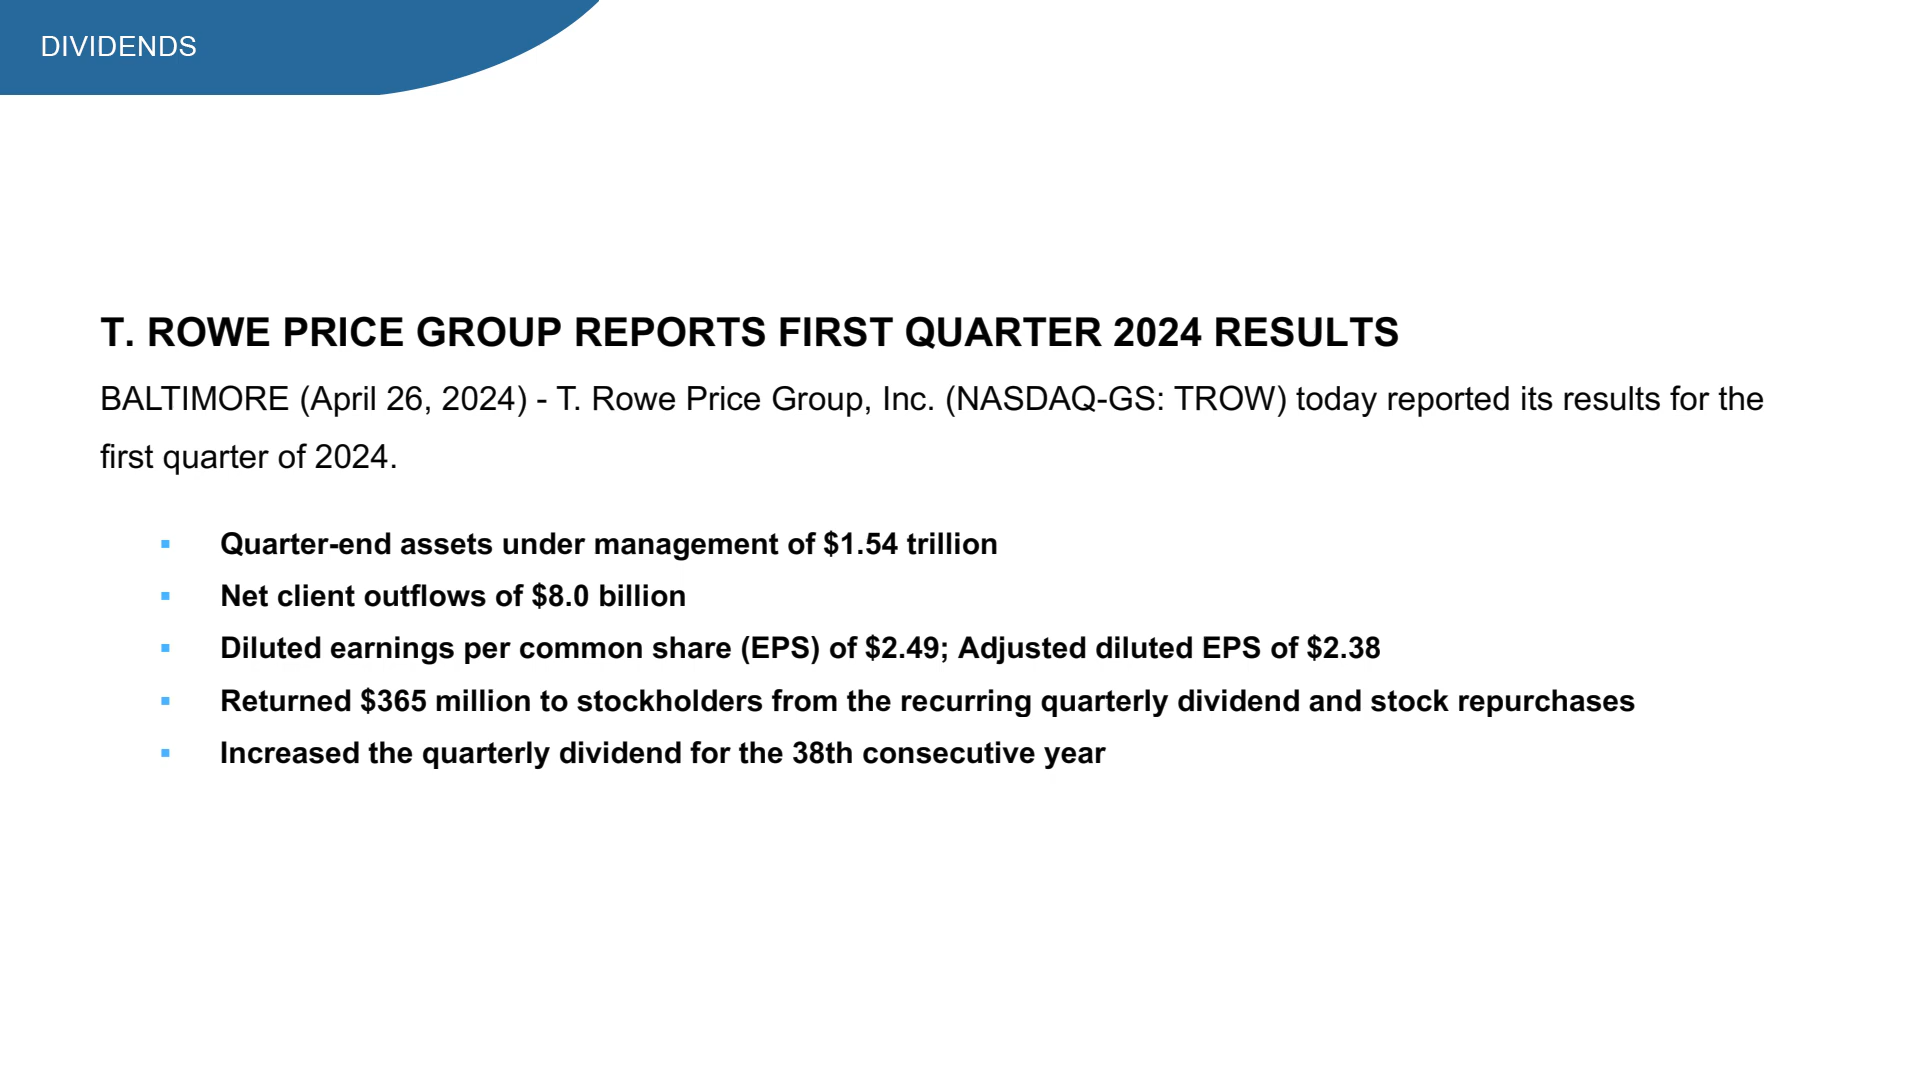 DIVIDENDS
T. ROWE PRICE GROUP REPORTS FIRST QUARTER 2024 RESULTS
BALTIMORE (April 26, 2024) - T. Rowe Price Group, Inc. (NASDAQ-GS: TROW) today reported its results for the
first quarter of 2024.
▪ Quarter-end assets under management of $1.54 trillion
▪ Net client outflows of $8.0 billion
▪ Diluted earnings per common share (EPS) of $2.49; Adjusted diluted EPS of $2.38
▪ Returned $365 million to stockholders from the recurring quarterly dividend and stock repurchases
▪ Increased the quarterly dividend for the 38th consecutive year